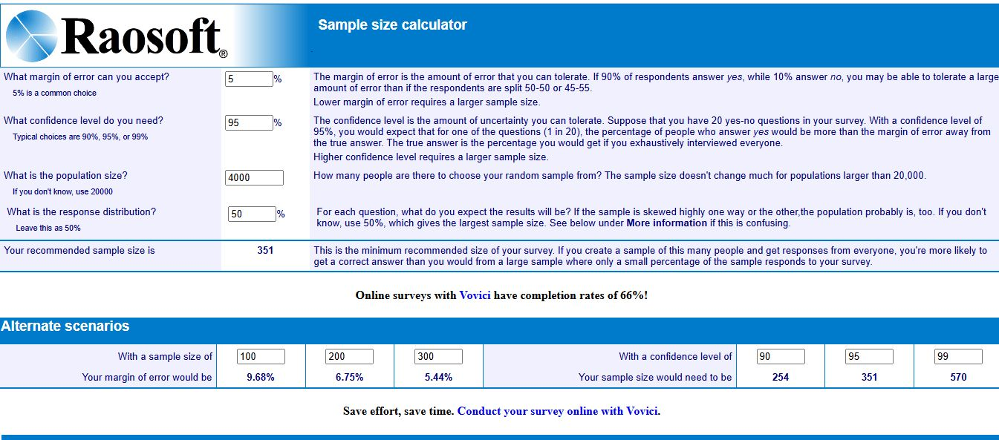 Raosoft®
Sample size calculator
What margin of error can you accept?
5% is a common choice
5 %
The margin of error is the amount of error that you can tolerate. If 90% of respondents answer yes, while 10% answer no, you may be able to tolerate a large
amount of error than if the respondents are split 50-50 or 45-55.
Lower margin of error requires a larger sample size.
What confidence level do you need?
Typical choices are 90%, 95%, or 99%
95 %
The confidence level is the amount of uncertainty you can tolerate. Suppose that you have 20 yes-no questions in your survey. With a confidence level of
95%, you would expect that for one of the questions (1 in 20), the percentage of people who answer yes would be more than the margin of error away from
the true answer. The true answer is the percentage you would get if you exhaustively interviewed everyone.
Higher confidence level requires a larger sample size.
What is the population size?
If you don't know, use 20000
4000
How many people are there to choose your random sample from? The sample size doesn't change much for populations larger than 20,000.
What is the response distribution?
Leave this as 50%
50 %
For each question, what do you expect the results will be? If the sample is skewed highly one way or the other,the population probably is, too. If you don't
know, use 50%, which gives the largest sample size. See below under More information if this is confusing.
Your recommended sample size is
351
This is the minimum recommended size of your survey. If you create a sample of this many people and get responses from everyone, you're more likely to
get a correct answer than you would from a large sample where only a small percentage of the sample responds to your survey.
Online surveys with Vovici have completion rates of 66%!
Alternate scenarios
With a sample size of 100 200 300
Your margin of error would be 9.68% 6.75% 5.44%
With a confidence level of 90 95 99
Your sample size would need to be 254 351 570
Save effort, save time. Conduct your survey online with Vovici.